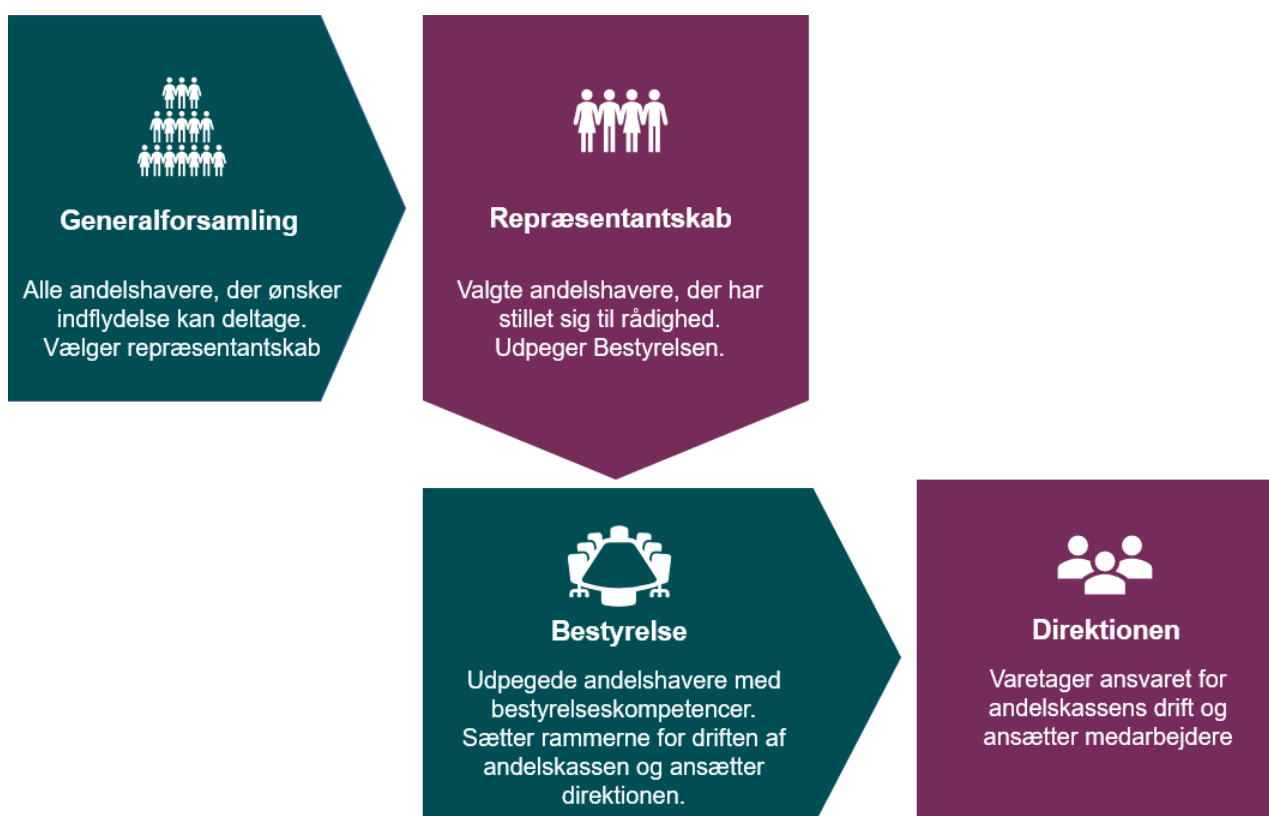 Generalforsamling
Alle andelshavere, der ønsker
indflydelse kan deltage.
Vælger repræsentantskab
Repræsentantskab
Valgte andelshavere, der har
stillet sig til rådighed.
Udpeger Bestyrelsen.
Bestyrelse
Udpegede andelshavere med
bestyrelseskompetencer.
Sætter rammerne for driften af
andelskassen og ansætter
direktionen.
Direktionen
Varetager ansvaret for
andelskassens drift og
ansætter medarbejdere